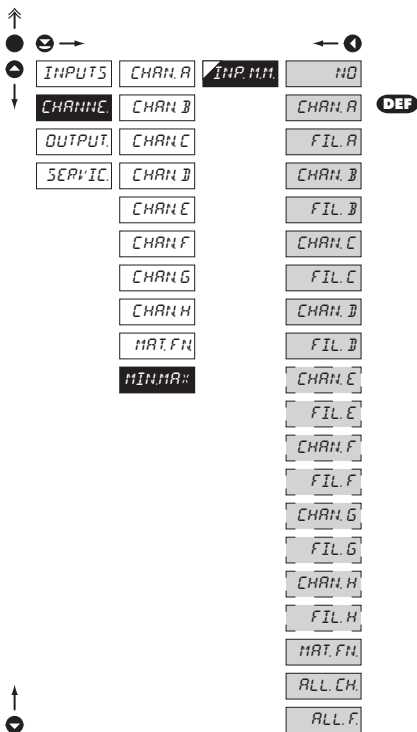 INPUTS CHAN. A INP. M.M. NO
CHANNE. CHAN. B CHAN. A DEF
OUTPUT. CHAN. C FIL. A
SERVIC. CHAN. D CHAN. B
CHAN. E FIL. B
CHAN. F CHAN. C
CHAN. G FIL. C
CHAN. H CHAN. D
MAT. FN. FIL. D
MIN.MAX CHAN. E
FIL. E
CHAN. F
FIL. F
CHAN. G
FIL. G
CHAN. H
FIL. H
MAT. FN.
ALL. CH.
ALL. F.